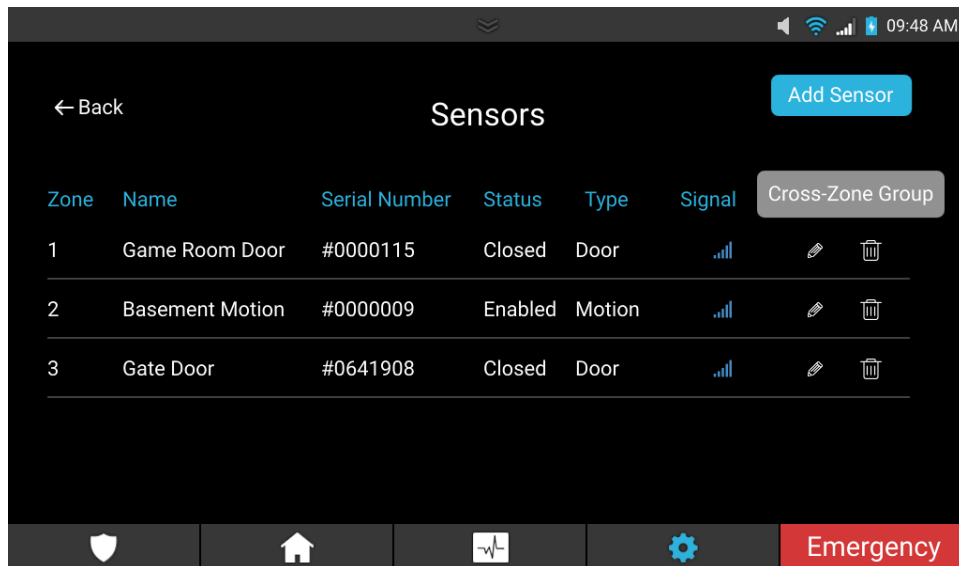 09:48 AM
Back
Sensors
Add Sensor
Zone Name Serial Number Status Type Signal Cross-Zone Group
1 Game Room Door #0000115 Closed Door
2 Basement Motion #0000009 Enabled Motion
3 Gate Door #0641908 Closed Door
Emergency